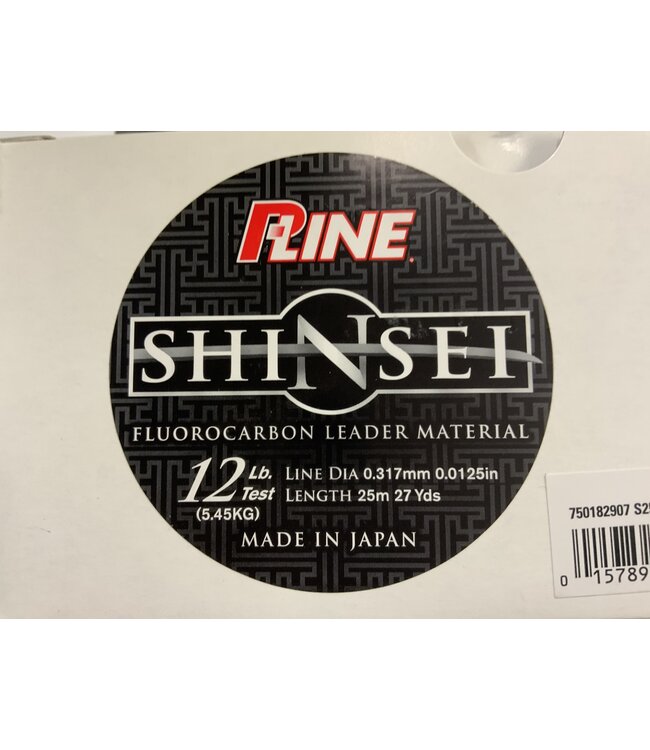 P-LINE
SHINSEI
FLUOROCARBON LEADER MATERIAL
12 Lb. Test LINE DIA 0.317mm 0.0125in
(5.45KG) LENGTH 25m 27 Yds
MADE IN JAPAN
750182907
0 15789